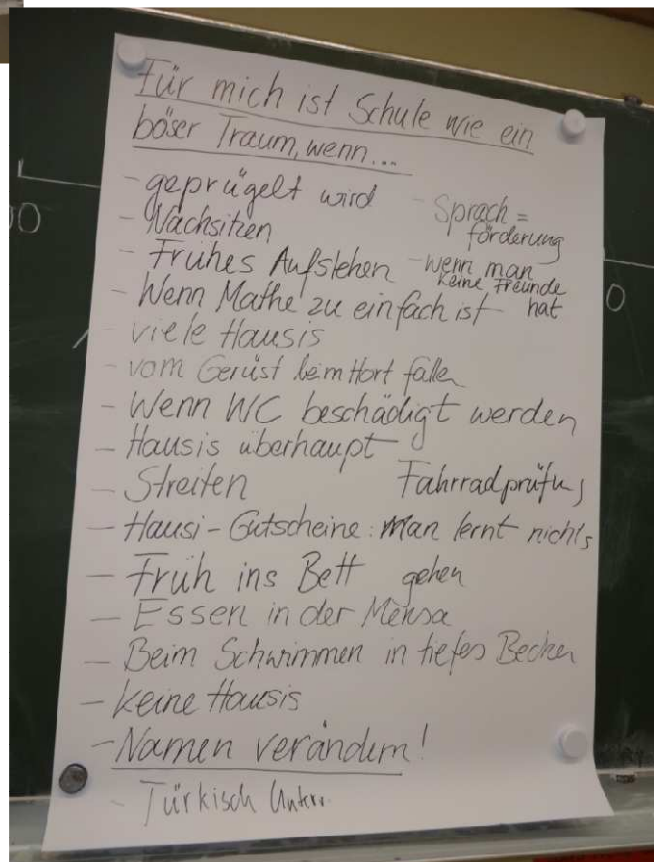 Für mich ist Schule wie ein
böser Traum, wenn...
- geprügelt wird
- Nachsitzen
- Frühes Aufstehen
- Wenn Mathe zu einfach ist
- Sprach=
förderung
- wenn man
keine Freunde
hat
- viele Hausis
- vom Gerüst beim Hort fallen
- Wenn WC beschädigt werden
- Hausis überhaupt
- Streiten
Fahrradprüfung
- Hausi-Gutscheine: Man lernt nichts
- Früh ins Bett gehen
- Essen in der Mensa
- Beim Schwimmen in tiefes Becken
- keine Hausis
- Namen verändern!
- Türkisch Unterr.